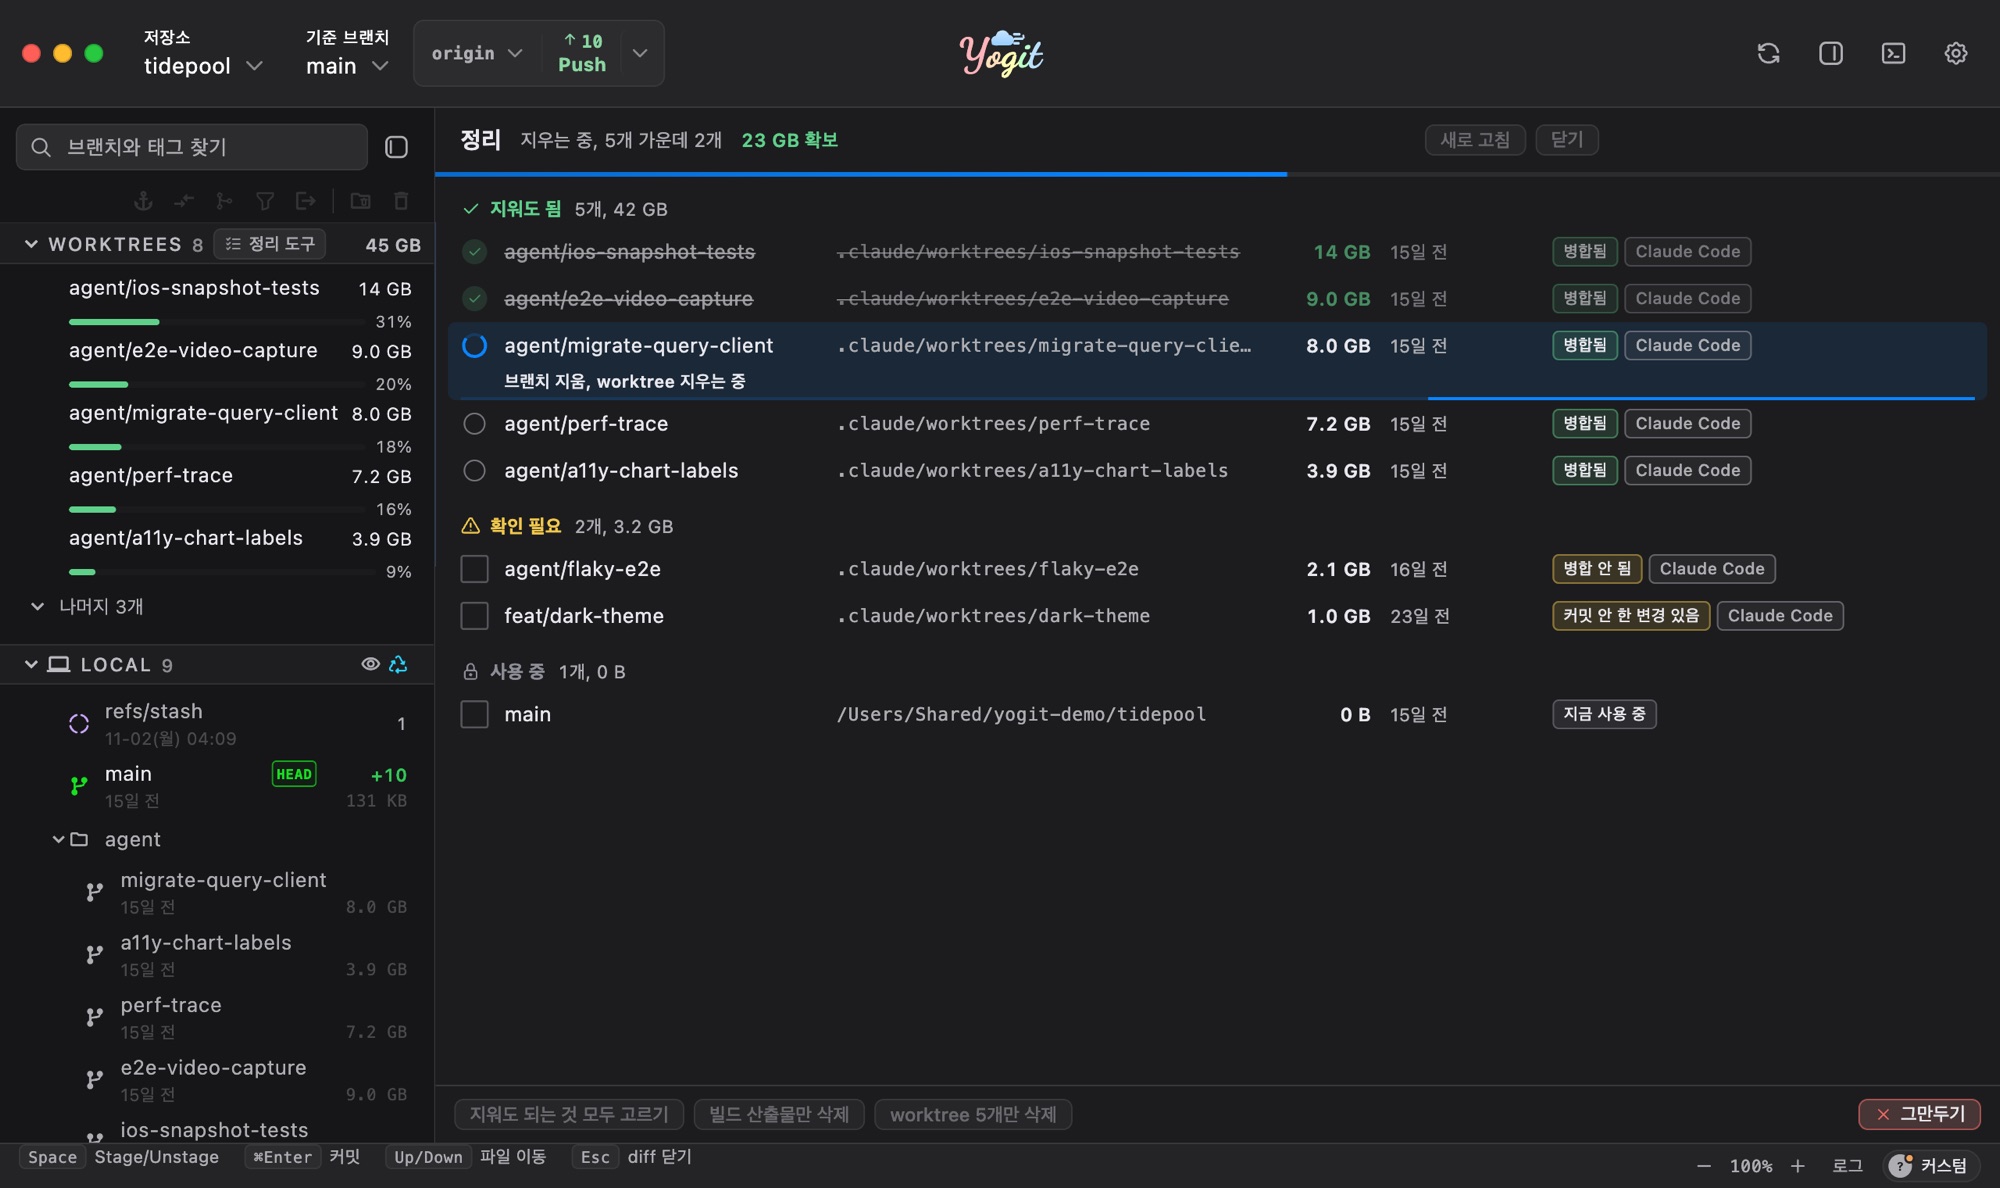 저장소
tidepool
기준 브랜치
main
origin
↑ 10
Push
Yogit
브랜치와 태그 찾기
WORKTREES 8 정리 도구 45 GB
agent/ios-snapshot-tests 14 GB
31%
agent/e2e-video-capture 9.0 GB
20%
agent/migrate-query-client 8.0 GB
18%
agent/perf-trace 7.2 GB
16%
agent/a11y-chart-labels 3.9 GB
9%
나머지 3개
LOCAL 9
refs/stash 1
11-02(월) 04:09
main HEAD +10
15일 전 131 KB
agent
migrate-query-client
15일 전 8.0 GB
a11y-chart-labels
15일 전 3.9 GB
perf-trace
15일 전 7.2 GB
e2e-video-capture
15일 전 9.0 GB
ios-snapshot-tests
정리 지우는 중, 5개 가운데 2개 23 GB 확보 새로 고침 닫기
지워도 됨 5개, 42 GB
agent/ios-snapshot-tests .claude/worktrees/ios-snapshot-tests 14 GB 15일 전 병합됨 Claude Code
agent/e2e-video-capture .claude/worktrees/e2e-video-capture 9.0 GB 15일 전 병합됨 Claude Code
agent/migrate-query-client .claude/worktrees/migrate-query-clie… 8.0 GB 15일 전 병합됨 Claude Code
브랜치 지움, worktree 지우는 중
agent/perf-trace .claude/worktrees/perf-trace 7.2 GB 15일 전 병합됨 Claude Code
agent/a11y-chart-labels .claude/worktrees/a11y-chart-labels 3.9 GB 15일 전 병합됨 Claude Code
확인 필요 2개, 3.2 GB
agent/flaky-e2e .claude/worktrees/flaky-e2e 2.1 GB 16일 전 병합 안 됨 Claude Code
feat/dark-theme .claude/worktrees/dark-theme 1.0 GB 23일 전 커밋 안 한 변경 있음 Claude Code
사용 중 1개, 0 B
main /Users/Shared/yogit-demo/tidepool 0 B 15일 전 지금 사용 중
지워도 되는 것 모두 고르기 빌드 산출물만 삭제 worktree 5개만 삭제 × 그만두기
Space Stage/Unstage ⌘Enter 커밋 Up/Down 파일 이동 Esc diff 닫기 − 100% + 로그 ? 커스텀